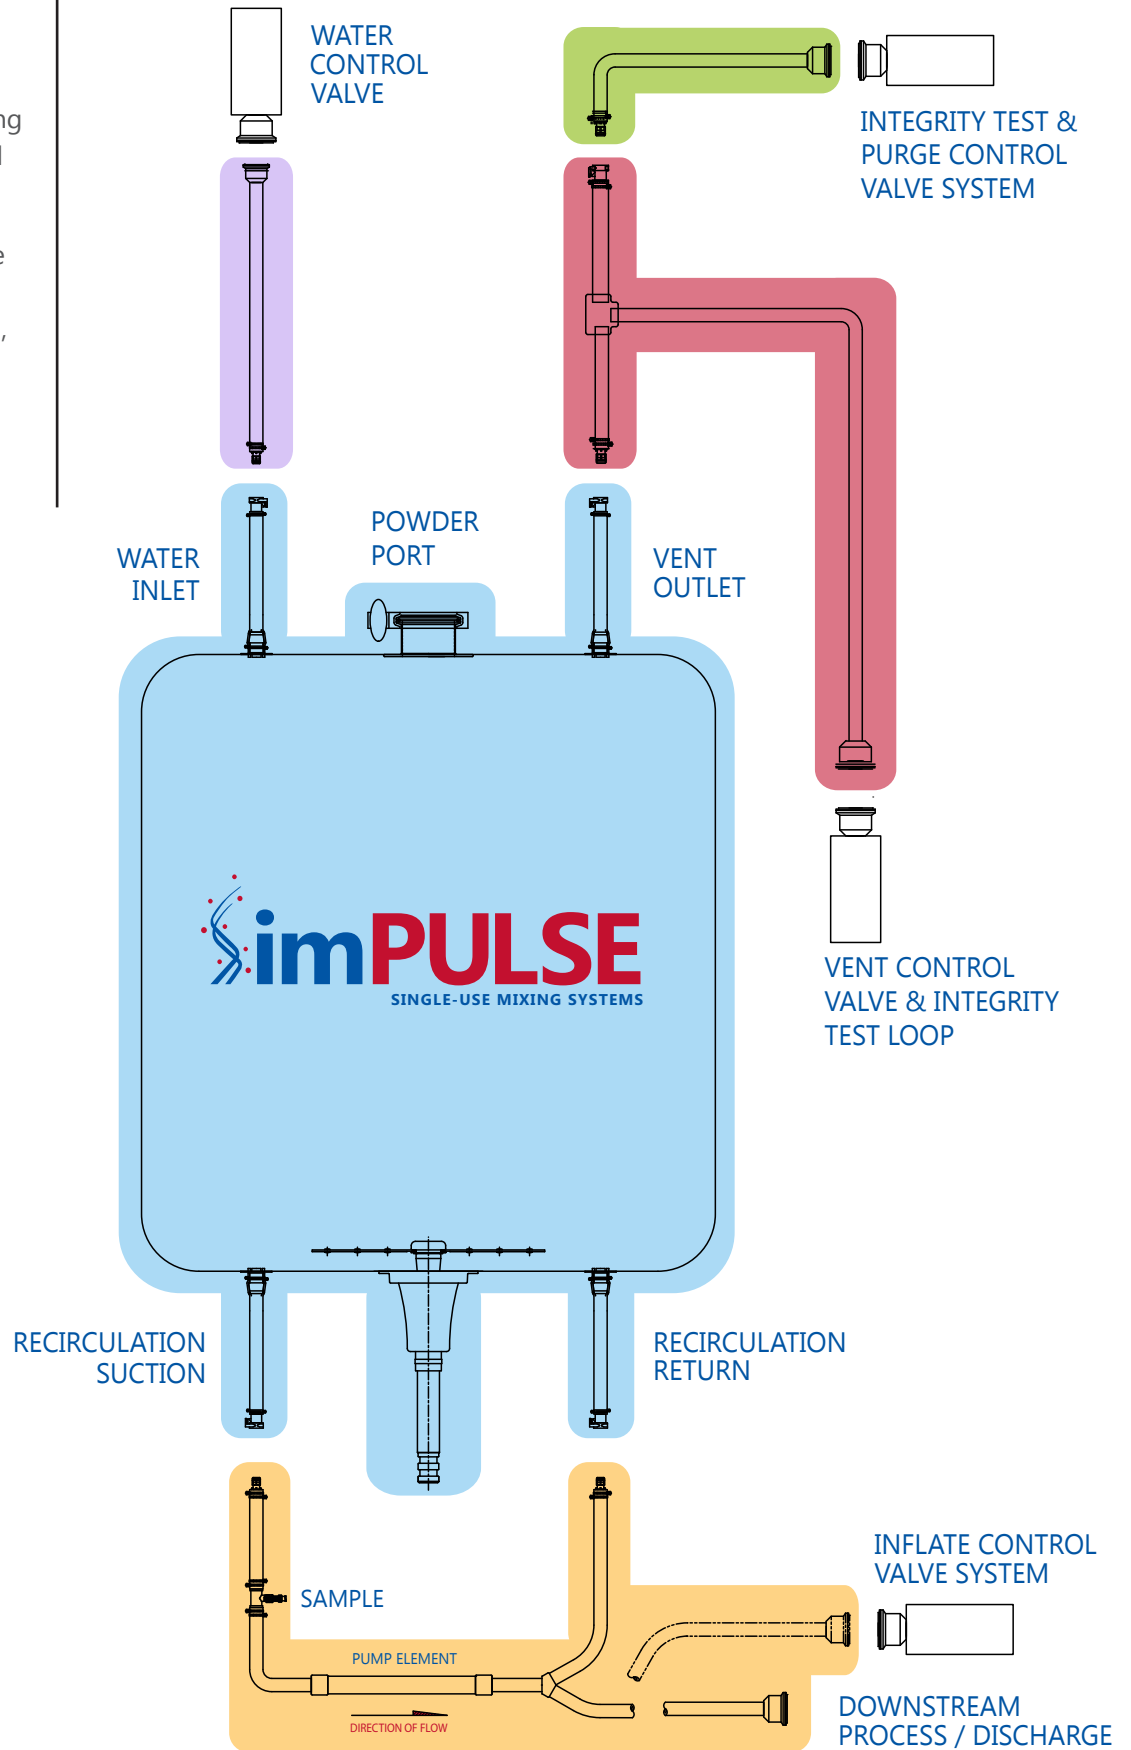 ng
e
,
WATER
CONTROL
VALVE
INTEGRITY TEST &
PURGE CONTROL
VALVE SYSTEM
POWDER
PORT
WATER
INLET
VENT
OUTLET
imPULSE
SINGLE-USE MIXING SYSTEMS
VENT CONTROL
VALVE & INTEGRITY
TEST LOOP
RECIRCULATION
SUCTION
RECIRCULATION
RETURN
INFLATE CONTROL
VALVE SYSTEM
SAMPLE
PUMP ELEMENT
DIRECTION OF FLOW
DOWNSTREAM
PROCESS / DISCHARGE